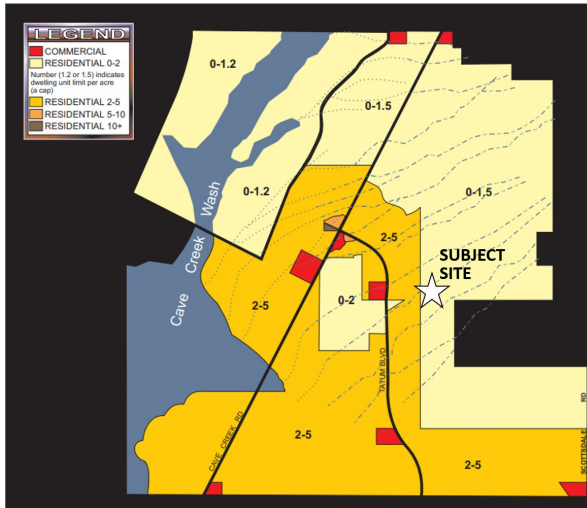 LEGEND
COMMERCIAL
RESIDENTIAL 0-2
Number (1.2 or 1.5) indicates
dwelling unit limit per acre
(a cap)
RESIDENTIAL 2-5
RESIDENTIAL 5-10
RESIDENTIAL 10+
0-1.2
0-1.5
0-1.2
0-1.5
Cave Creek Wash
2-5
SUBJECT
SITE
2-5
0-2
TATUM BLVD
CAVE CREEK RD
2-5
2-5
SCOTTSDALE RD